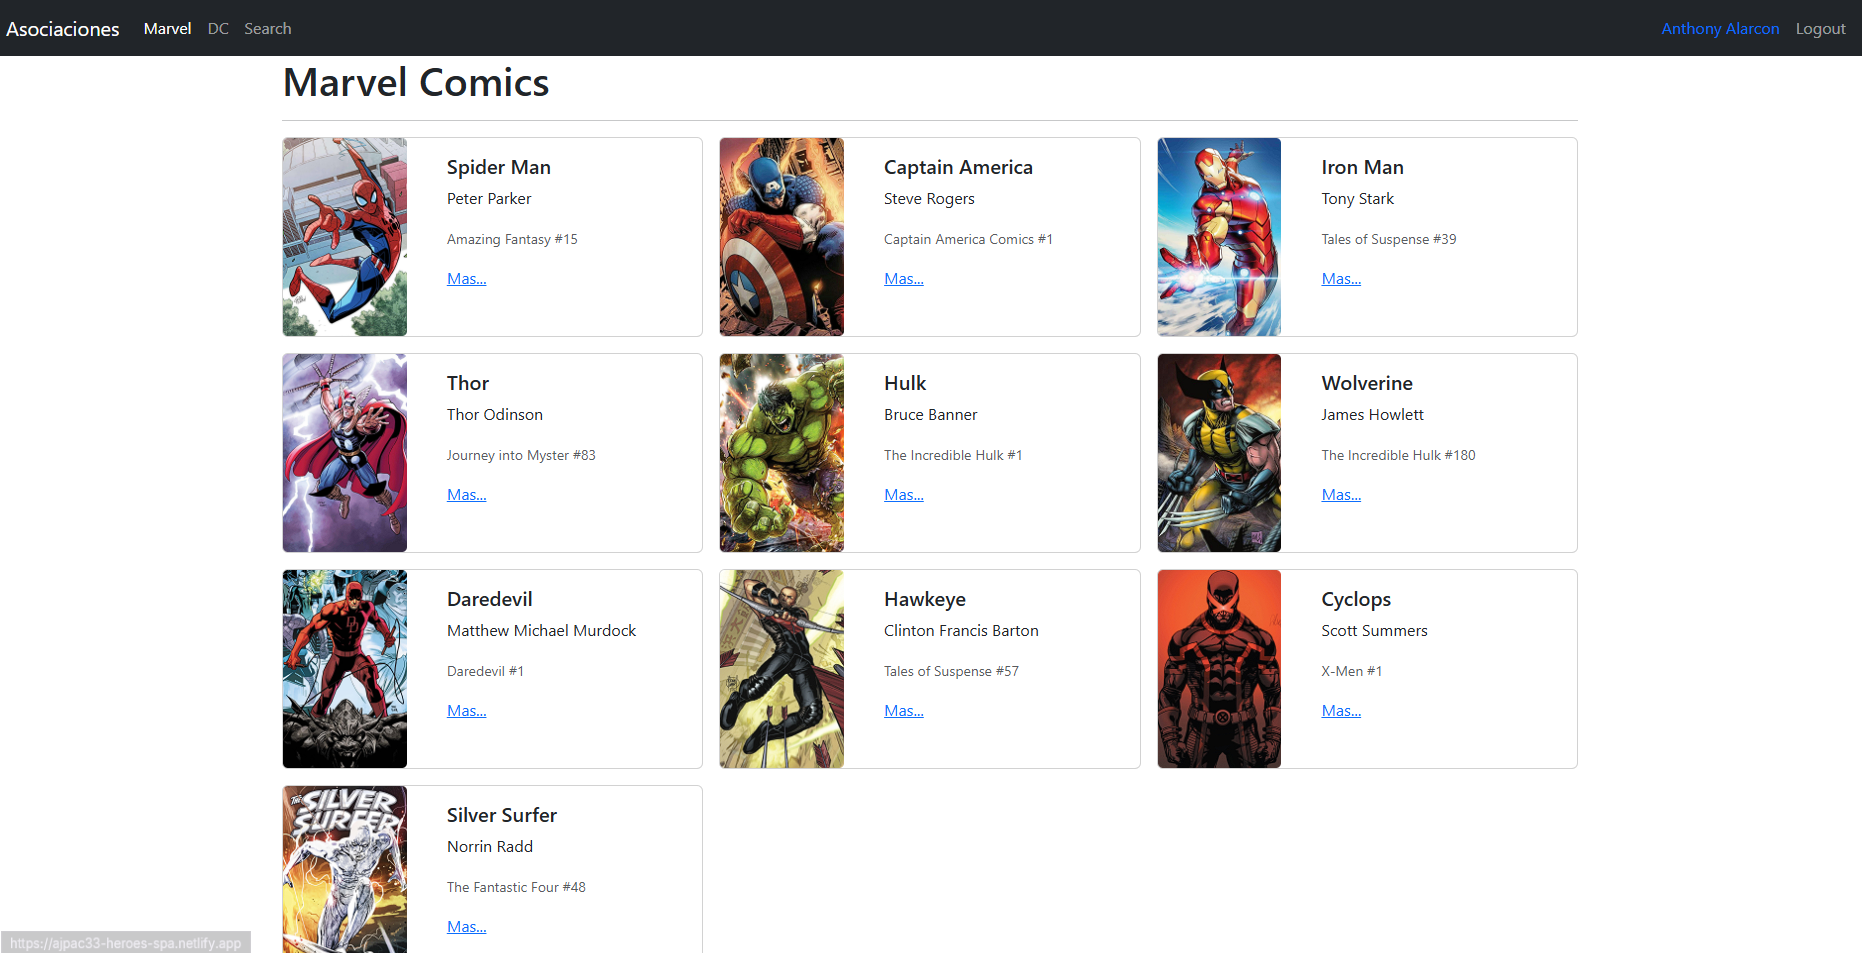 Asociaciones Marvel DC Search Anthony Alarcon Logout
Marvel Comics
Spider Man
Peter Parker
Amazing Fantasy #15
Mas...
Captain America
Steve Rogers
Captain America Comics #1
Mas...
Iron Man
Tony Stark
Tales of Suspense #39
Mas...
Thor
Thor Odinson
Journey into Myster #83
Mas...
Hulk
Bruce Banner
The Incredible Hulk #1
Mas...
Wolverine
James Howlett
The Incredible Hulk #180
Mas...
Daredevil
Matthew Michael Murdock
Daredevil #1
Mas...
Hawkeye
Clinton Francis Barton
Tales of Suspense #57
Mas...
Cyclops
Scott Summers
X-Men #1
Mas...
THE SILVER
SURFER
Silver Surfer
Norrin Radd
The Fantastic Four #48
Mas...
https://ajpac33-heroes-spa.netlify.app